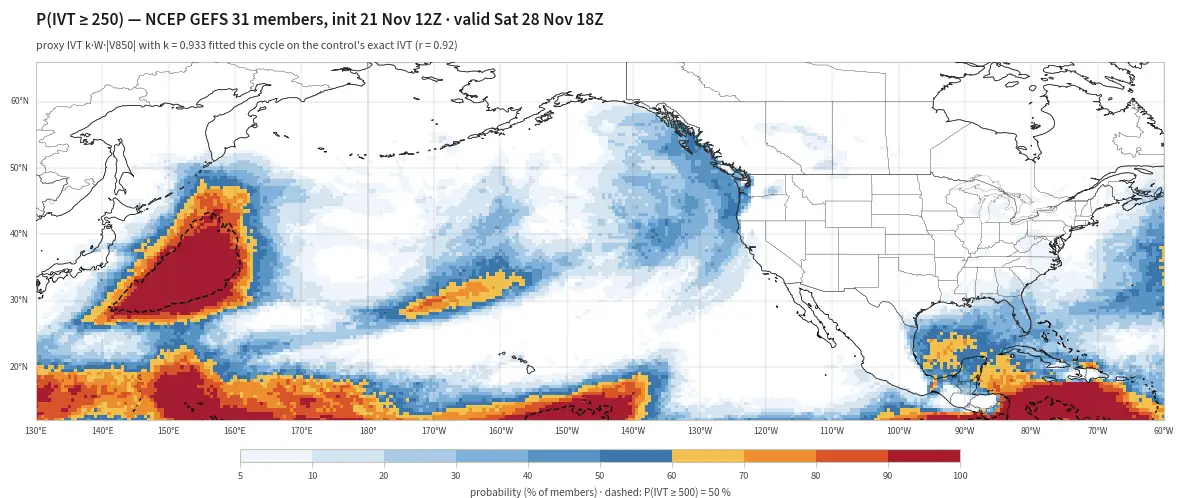 P(IVT ≥ 250) — NCEP GEFS 31 members, init 21 Nov 12Z · valid Sat 28 Nov 18Z
proxy IVT k·W·|V850| with k = 0.933 fitted this cycle on the control's exact IVT (r = 0.92)
60°N
50°N
40°N
30°N
20°N
130°E 140°E 150°E 160°E 170°E 180° 170°W 160°W 150°W 140°W 130°W 120°W 110°W 100°W 90°W 80°W 70°W 60°W
5 10 20 30 40 50 60 70 80 90 100
probability (% of members) · dashed: P(IVT ≥ 500) = 50 %